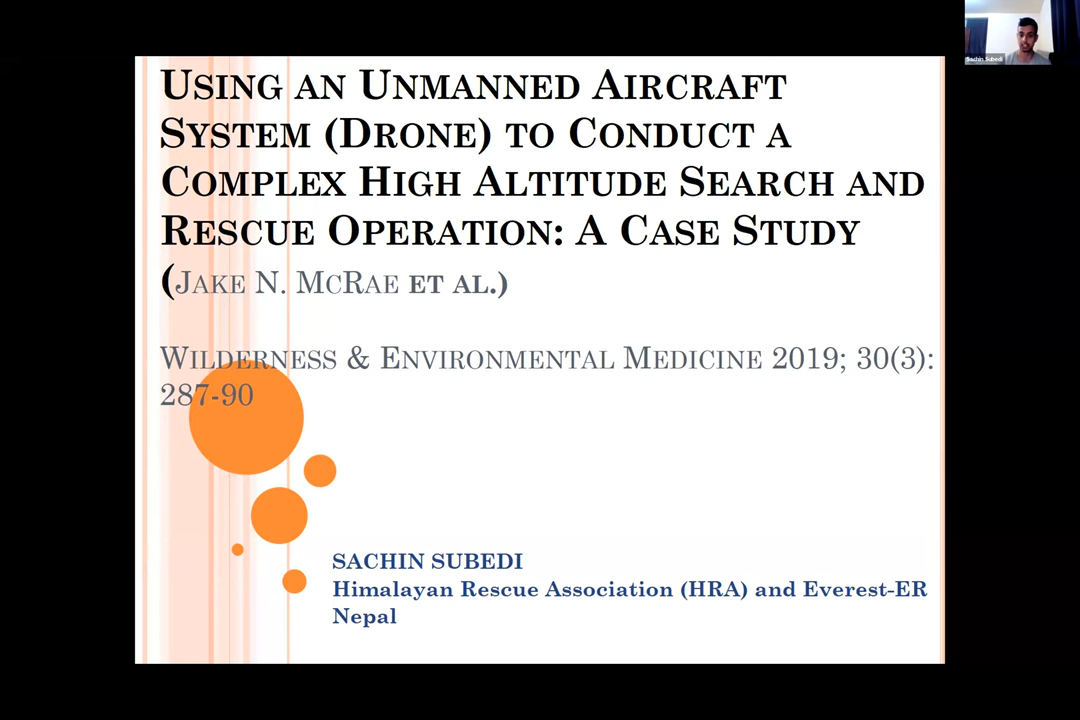 USING AN UNMANNED AIRCRAFT
SYSTEM (DRONE) TO CONDUCT A
COMPLEX HIGH ALTITUDE SEARCH AND
RESCUE OPERATION: A CASE STUDY
(JAKE N. MCRAE ET AL.)
WILDERNESS & ENVIRONMENTAL MEDICINE 2019; 30(3):
287-90
SACHIN SUBEDI
Himalayan Rescue Association (HRA) and Everest-ER
Nepal
Sachin Subedi